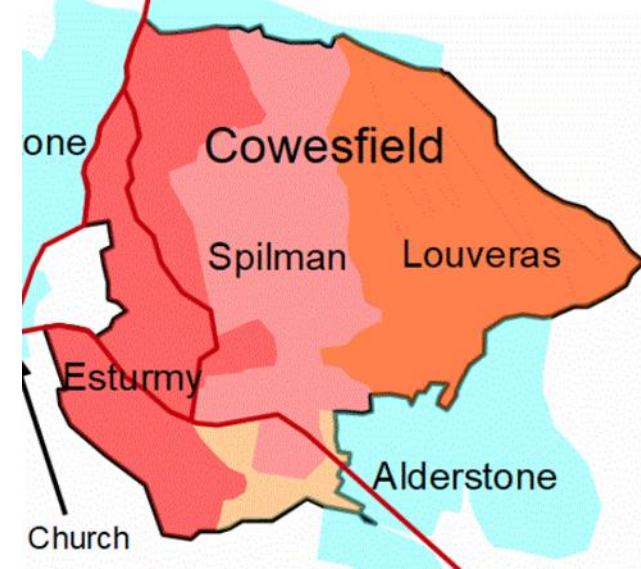 one
Cowesfield
Spilman
Louveras
Esturmy
Alderstone
Church